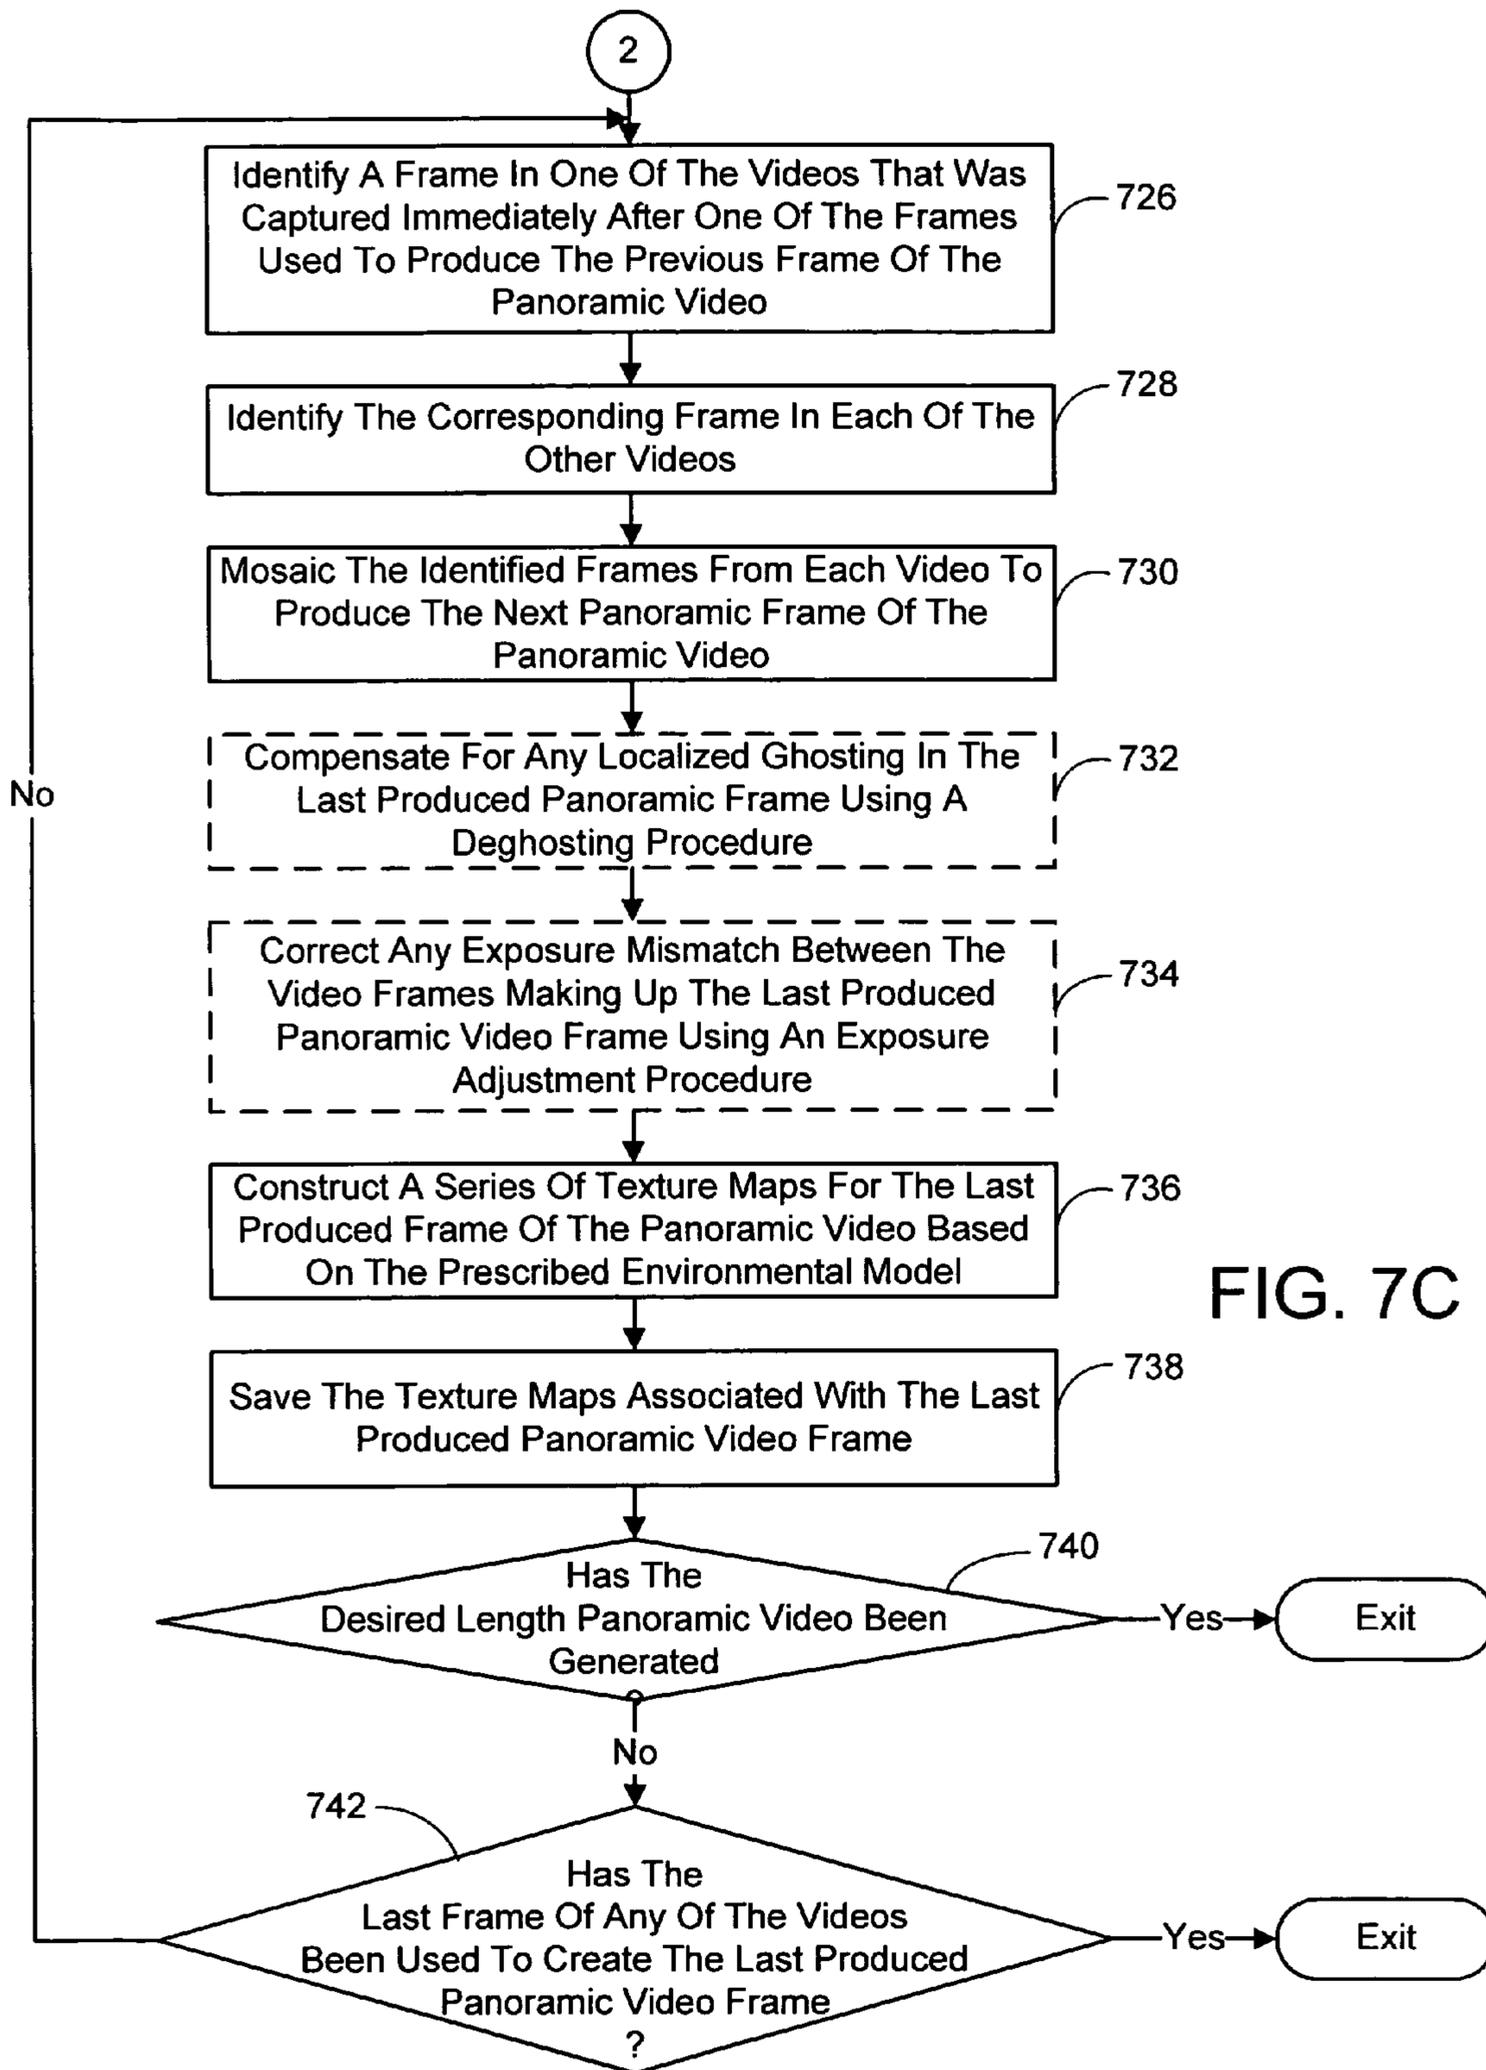 2
Identify A Frame In One Of The Videos That Was
Captured Immediately After One Of The Frames
Used To Produce The Previous Frame Of The
Panoramic Video
726
Identify The Corresponding Frame In Each Of The
Other Videos
728
Mosaic The Identified Frames From Each Video To
Produce The Next Panoramic Frame Of The
Panoramic Video
730
Compensate For Any Localized Ghosting In The
Last Produced Panoramic Frame Using A
Deghosting Procedure
732
No
Correct Any Exposure Mismatch Between The
Video Frames Making Up The Last Produced
Panoramic Video Frame Using An Exposure
Adjustment Procedure
734
Construct A Series Of Texture Maps For The Last
Produced Frame Of The Panoramic Video Based
On The Prescribed Environmental Model
736
FIG. 7C
Save The Texture Maps Associated With The Last
Produced Panoramic Video Frame
738
740
Has The
Desired Length Panoramic Video Been
Generated
Yes
Exit
No
742
Has The
Last Frame Of Any Of The Videos
Been Used To Create The Last Produced
Panoramic Video Frame
?
Yes
Exit